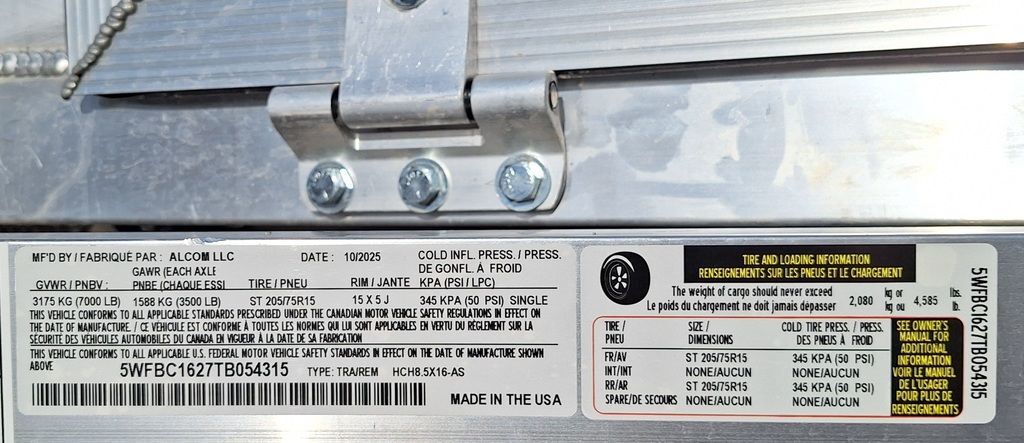 MF'D BY / FABRIQUÉ PAR : ALCOM LLC DATE : 10/2025 COLD INFL. PRESS. / PRESS.
DE GONFL. À FROID
GAWR (EACH AXLE
GVWR / PNBV : PNBE (CHAQUE ESSI TIRE / PNEU RIM / JANTE KPA (PSI / LPC)
3175 KG (7000 LB) 1588 KG (3500 LB) ST 205/75R15 15 X 5 J 345 KPA (50 PSI) SINGLE
THIS VEHICLE CONFORMS TO ALL APPLICABLE STANDARDS PRESCRIBED UNDER THE CANADIAN MOTOR VEHICLE SAFETY REGULATIONS IN EFFECT ON
THE DATE OF MANUFACTURE. / CE VEHICULE EST CONFORME À TOUTES LES NORMES QUI LUI SONT APPLICABLES EN VERTU DU RÈGLEMENT SUR LA
SÉCURITÉ DES VÉHICULES AUTOMOBILES DU CANADA EN VIGUEUR À LA DATE DE SA FABRICATION
THIS VEHICLE CONFORMS TO ALL APPLICABLE U.S. FEDERAL MOTOR VEHICLE SAFETY STANDARDS IN EFFECT ON THE DATE OF MANUFACTURE SHOWN
ABOVE
5WFBC1627TB054315 TYPE: TRA/REM HCH8.5X16-AS
MADE IN THE USA
TIRE AND LOADING INFORMATION
RENSEIGNEMENTS SUR LES PNEUS ET LE CHARGEMENT
The weight of cargo should never exceed
Le poids du chargement ne doit jamais dépasser
2,080 kg or kg ou 4,585 lbs. lb.
TIRE / SIZE / COLD TIRE PRESS. / PRESS.
PNEU DIMENSIONS DES PNEUS À FROID
FR/AV ST 205/75R15 345 KPA (50 PSI)
INT/INT NONE/AUCUN NONE/AUCUN
RR/AR ST 205/75R15 345 KPA (50 PSI)
SPARE/DE SECOURS NONE/AUCUN NONE/AUCUN
SEE OWNER'S
MANUAL FOR
ADDITIONAL
INFORMATION
VOIR LE MANUEL
DE L'USAGER
POUR PLUS DE
RENSEIGNEMENTS
5WFBC1627TB054315